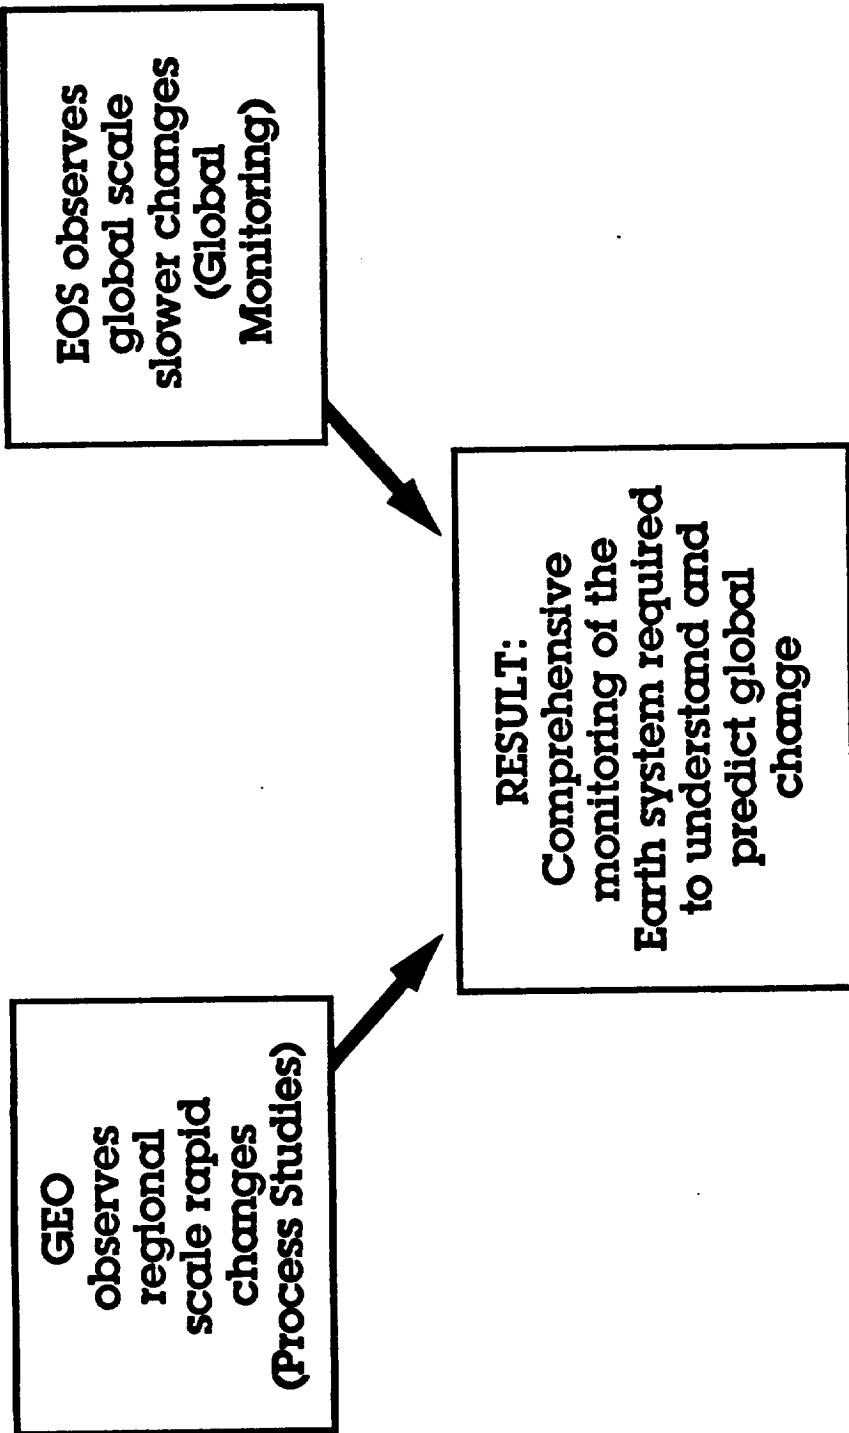 GEO
observes
regional
scale rapid
changes
(Process Studies)
EOS observes
global scale
slower changes
(Global
Monitoring)
RESULT:
Comprehensive
monitoring of the
Earth system required
to understand and
predict global
change